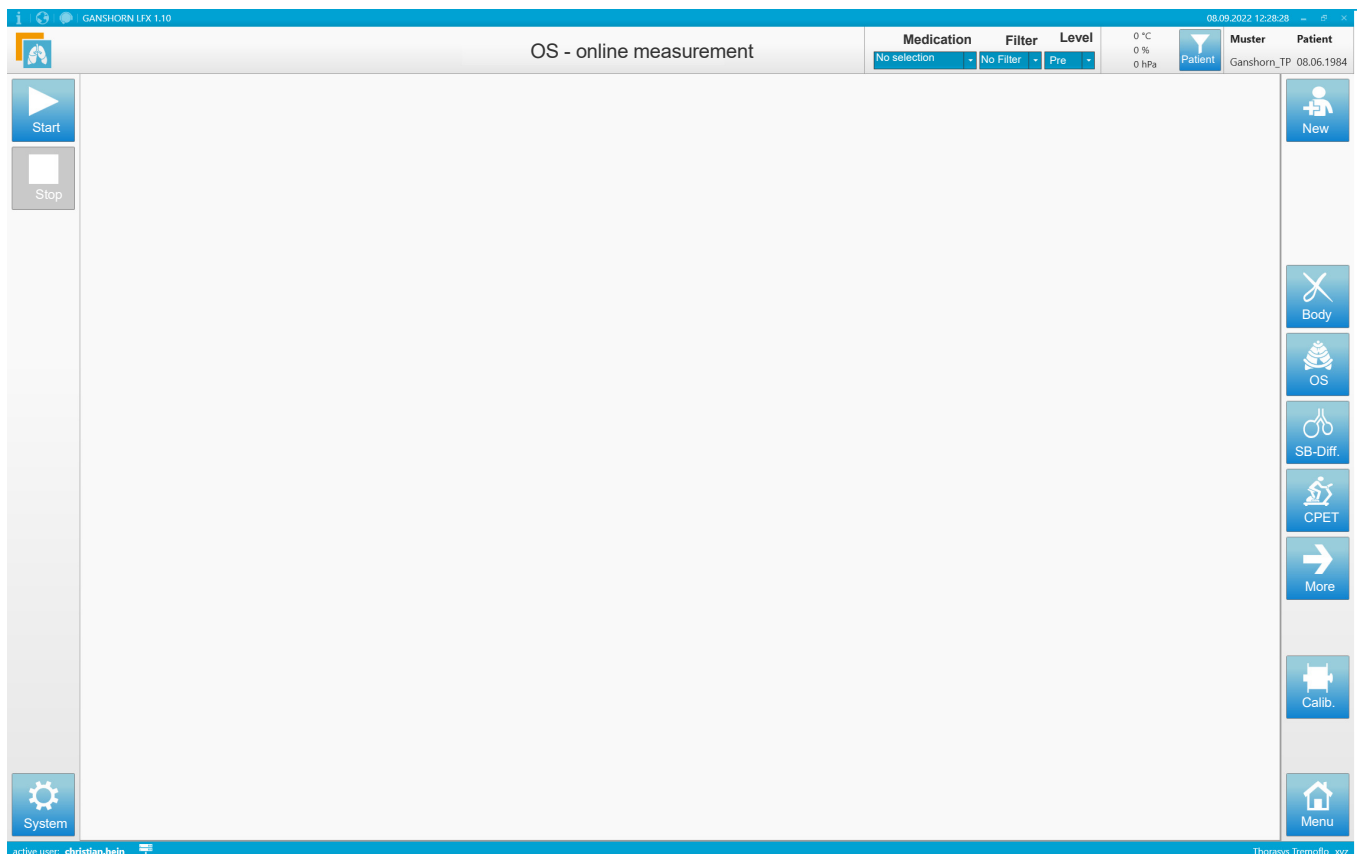 i GANSHORN LFX 1.10 08.09.2022 12:28:28
OS - online measurement
Medication Filter Level
No selection No Filter Pre
0 °C
0 %
0 hPa
Patient
Muster Patient
Ganshorn_TP 08.06.1984
Start
Stop
New
Body
OS
SB-Diff.
CPET
More
Calib.
System
Menu
active user: christian.hein
Thorasys Tremoflo xyz